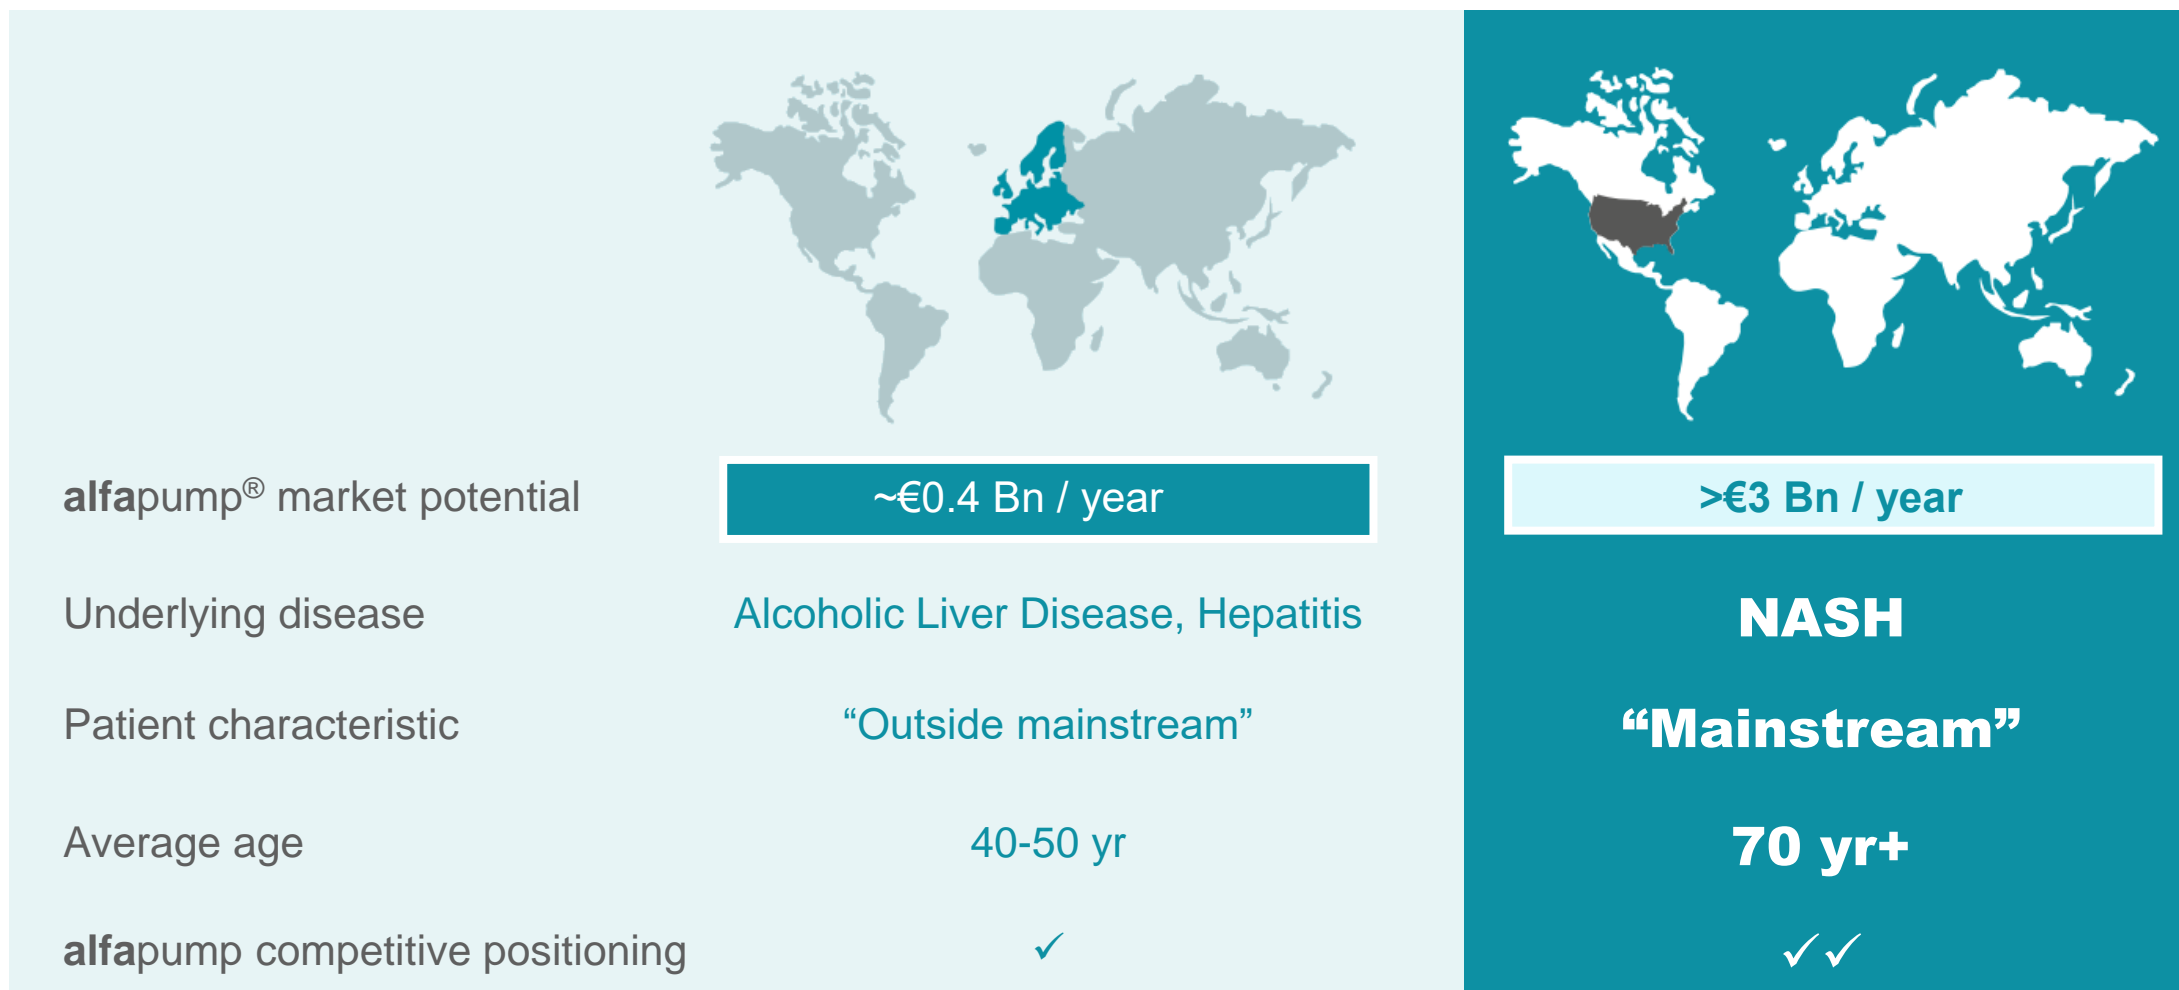 alfapump® market potential ~€0.4 Bn / year >€3 Bn / year
Underlying disease Alcoholic Liver Disease, Hepatitis NASH
Patient characteristic “Outside mainstream” “Mainstream”
Average age 40-50 yr 70 yr+
alfapump competitive positioning ✓ ✓✓